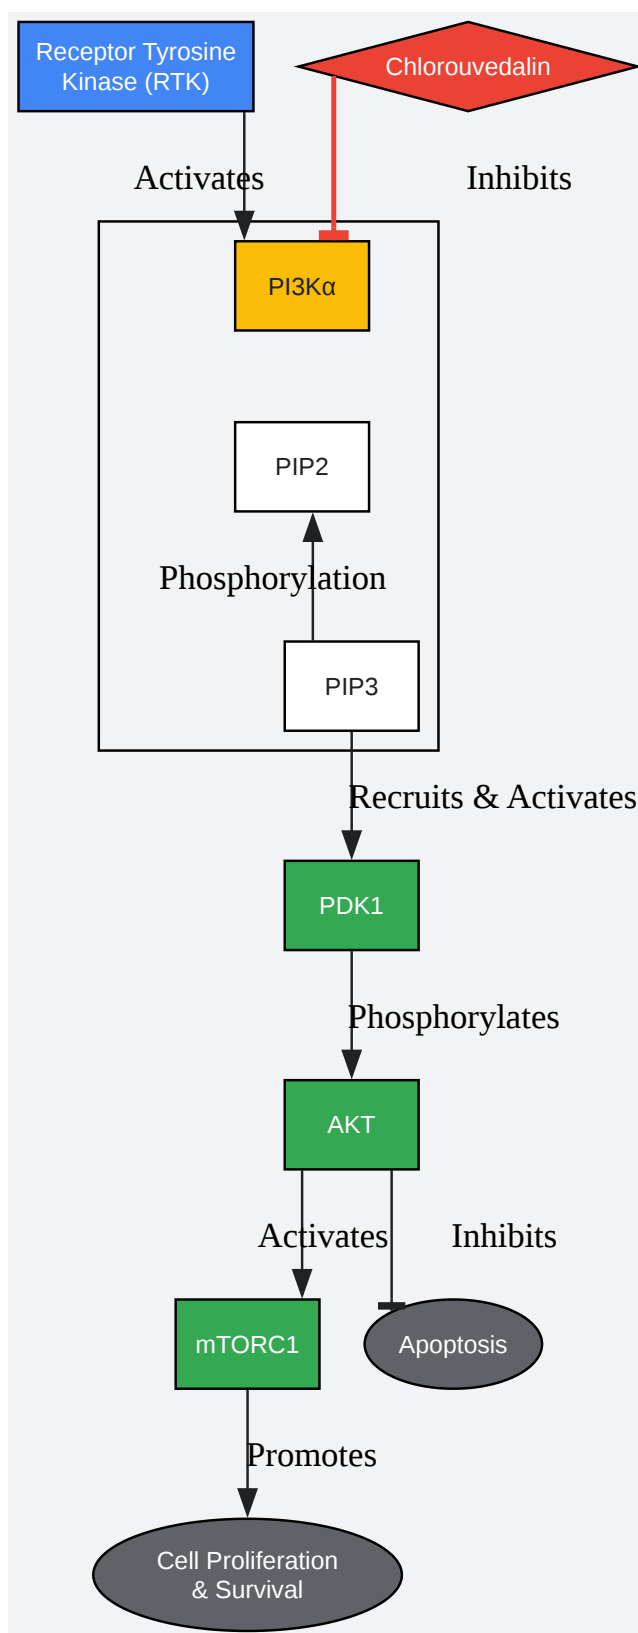 Receptor Tyrosine
Kinase (RTK)
Chlorouvedalin
Activates
Inhibits
PI3Kα
PIP2
Phosphorylation
PIP3
Recruits & Activates
PDK1
Phosphorylates
AKT
Activates
Inhibits
mTORC1
Apoptosis
Promotes
Cell Proliferation
& Survival